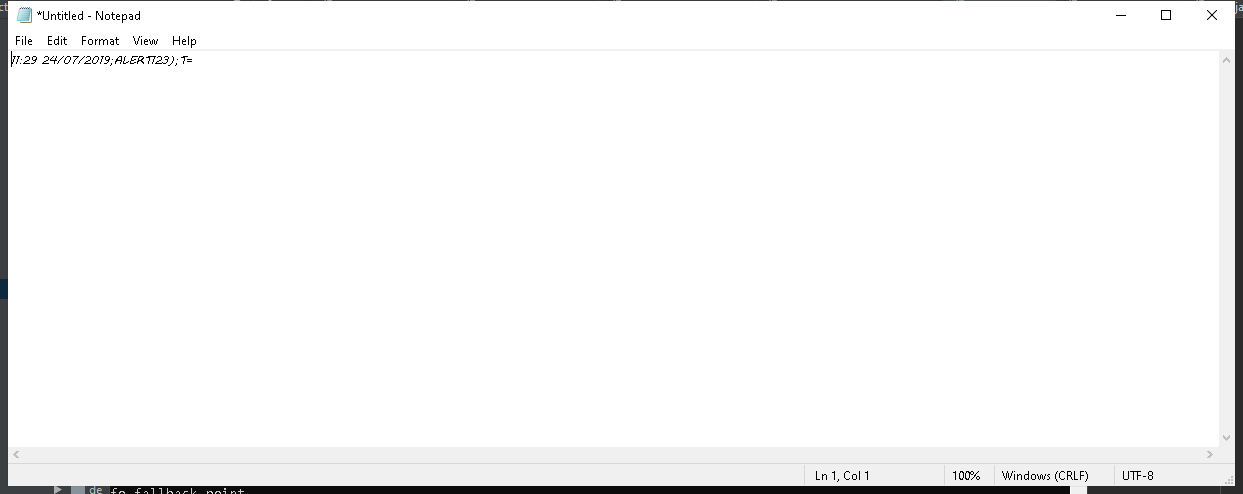 *Untitled - Notepad
File Edit Format View Help
11:29 24/07/2019;ALERT123);T=
Ln 1, Col 1 100% Windows (CRLF) UTF-8
de fo fallback point